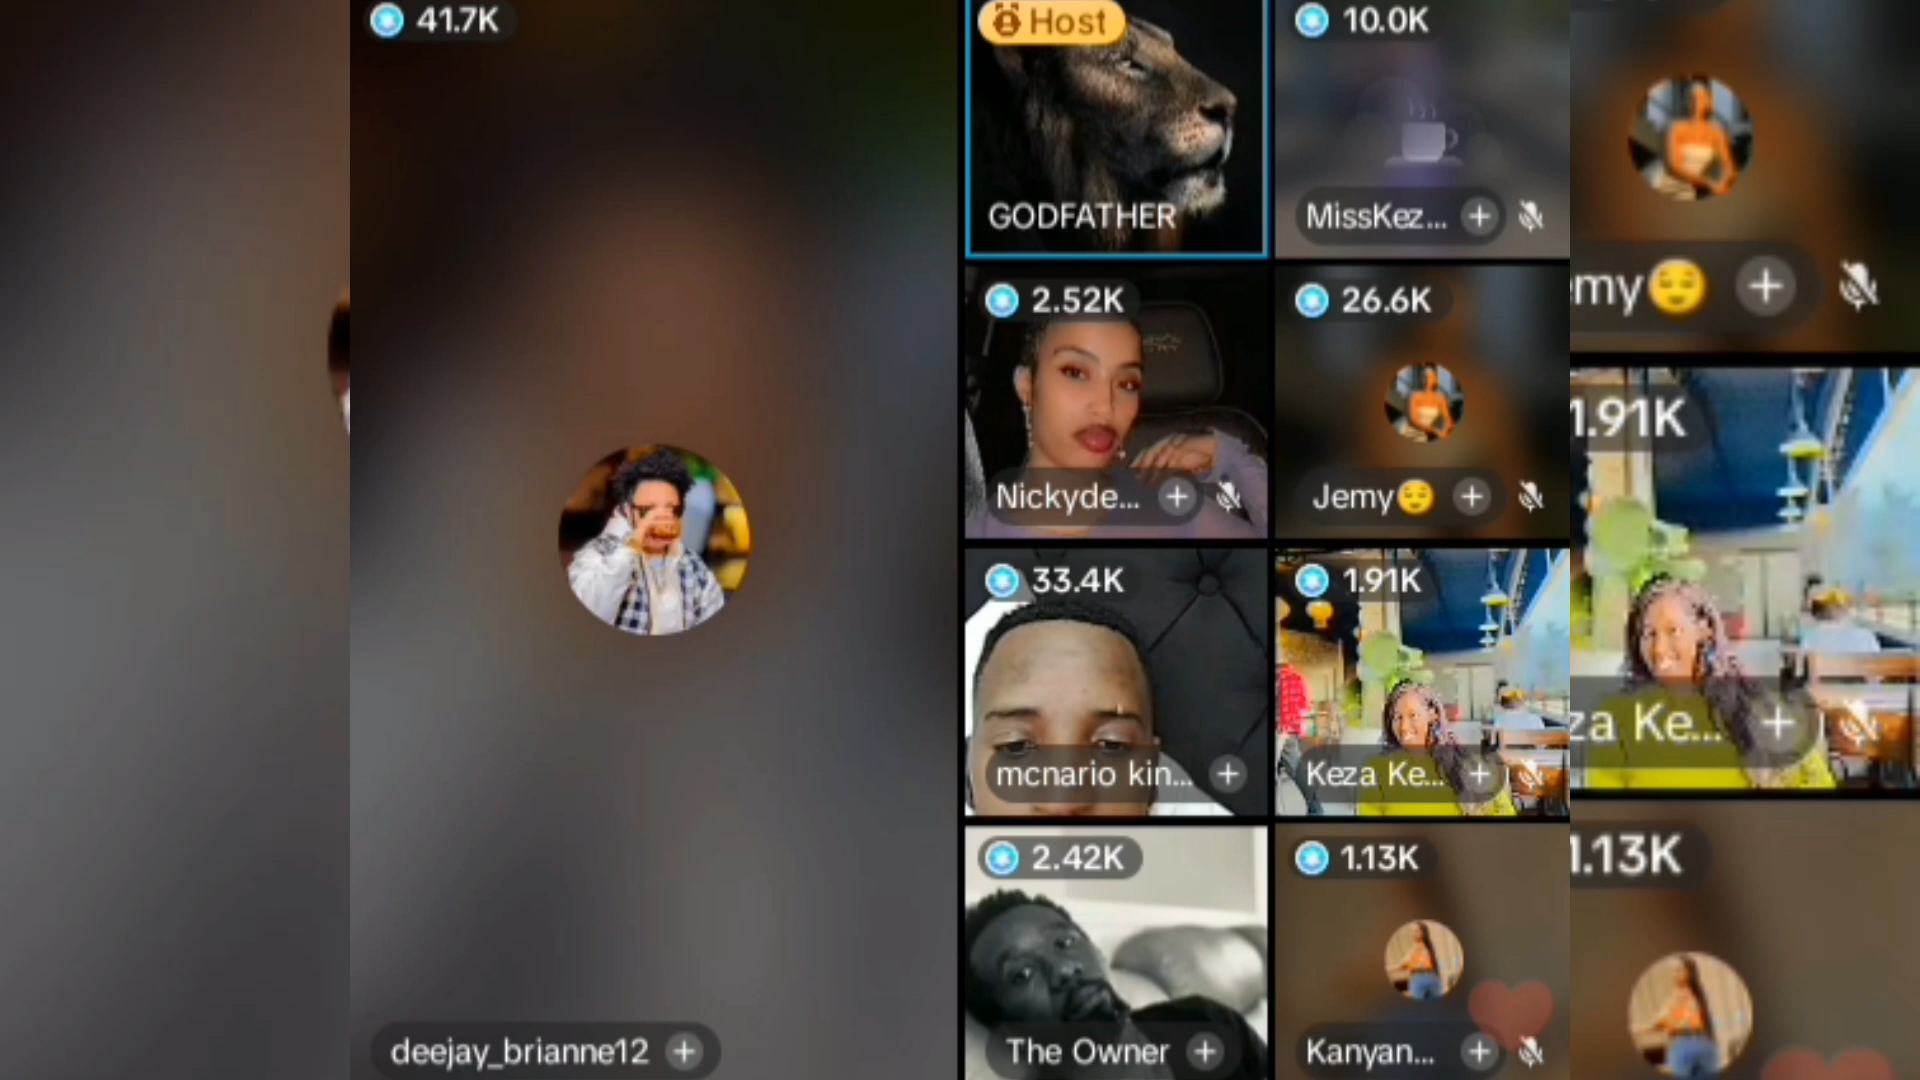 41.7K
deejay_brianne12
Host
GODFATHER
10.0K
MissKez...
2.52K
Nickyde...
26.6K
Jemy😌
33.4K
mcnario kin...
1.91K
Keza Ke...
2.42K
The Owner
1.13K
Kanyan...
my😌
1.91K
za Ke...
1.13K